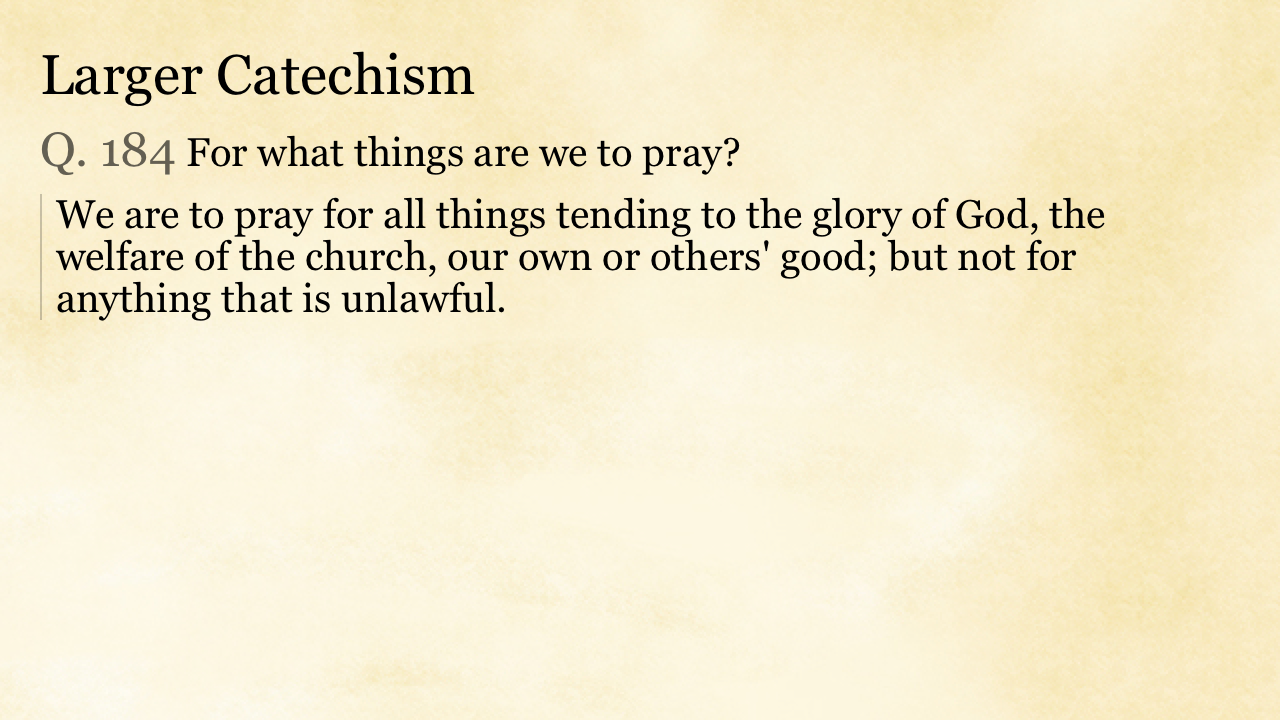 Larger Catechism
Q. 184 For what things are we to pray?
We are to pray for all things tending to the glory of God, the
welfare of the church, our own or others' good; but not for
anything that is unlawful.